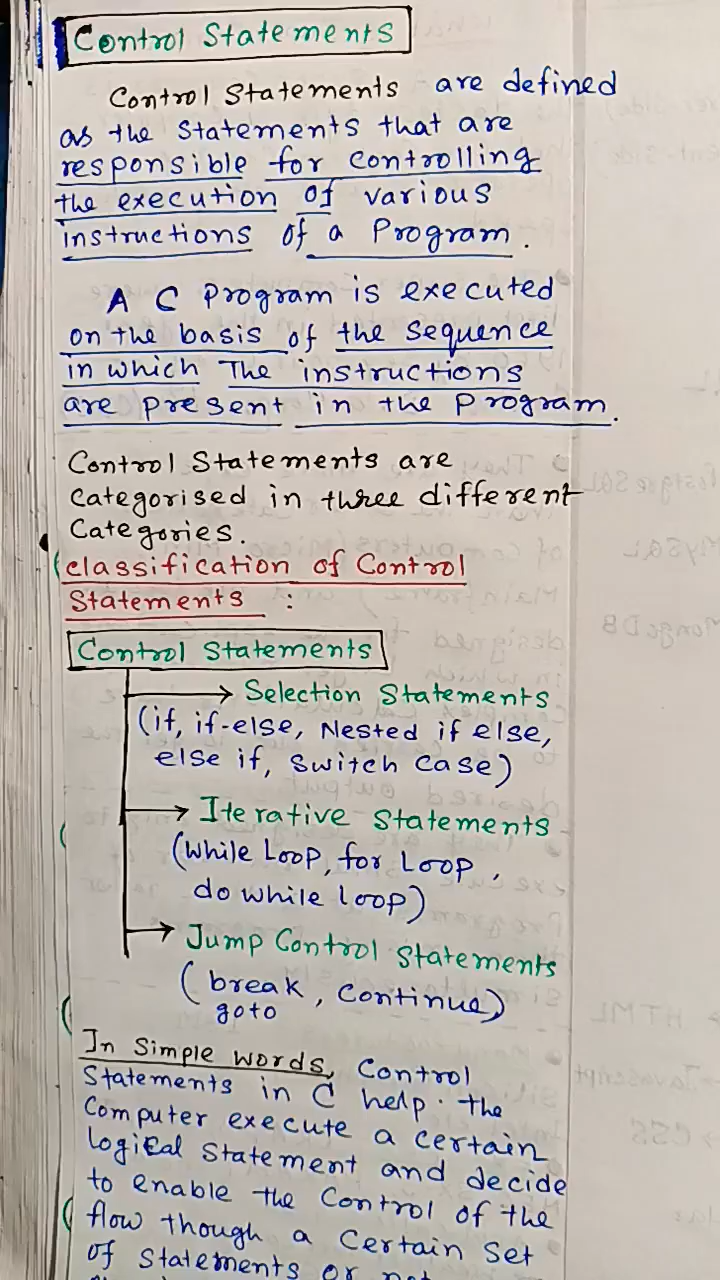 Control Statements
Control Statements are defined
as the Statements that are
responsible for controlling
the execution of various
instructions of a Program.
A C Program is executed
on the basis of the sequence
in which The instructions
are present in the Program.
Control Statements are
Categorised in three different
Categories.
Classification of Control
Statements :
Control Statements
→ Selection Statements
(if, if-else, Nested if else,
else if, Switch Case)
→ Iterative Statements
(While Loop, for Loop,
do while loop)
→ Jump Control Statements
(break, Continue)
goto
In Simple words, Control
Statements in C help. the
Computer execute a certain
logical Statement and decide
to enable the Control of the
flow though a Certain Set
of Statements or not